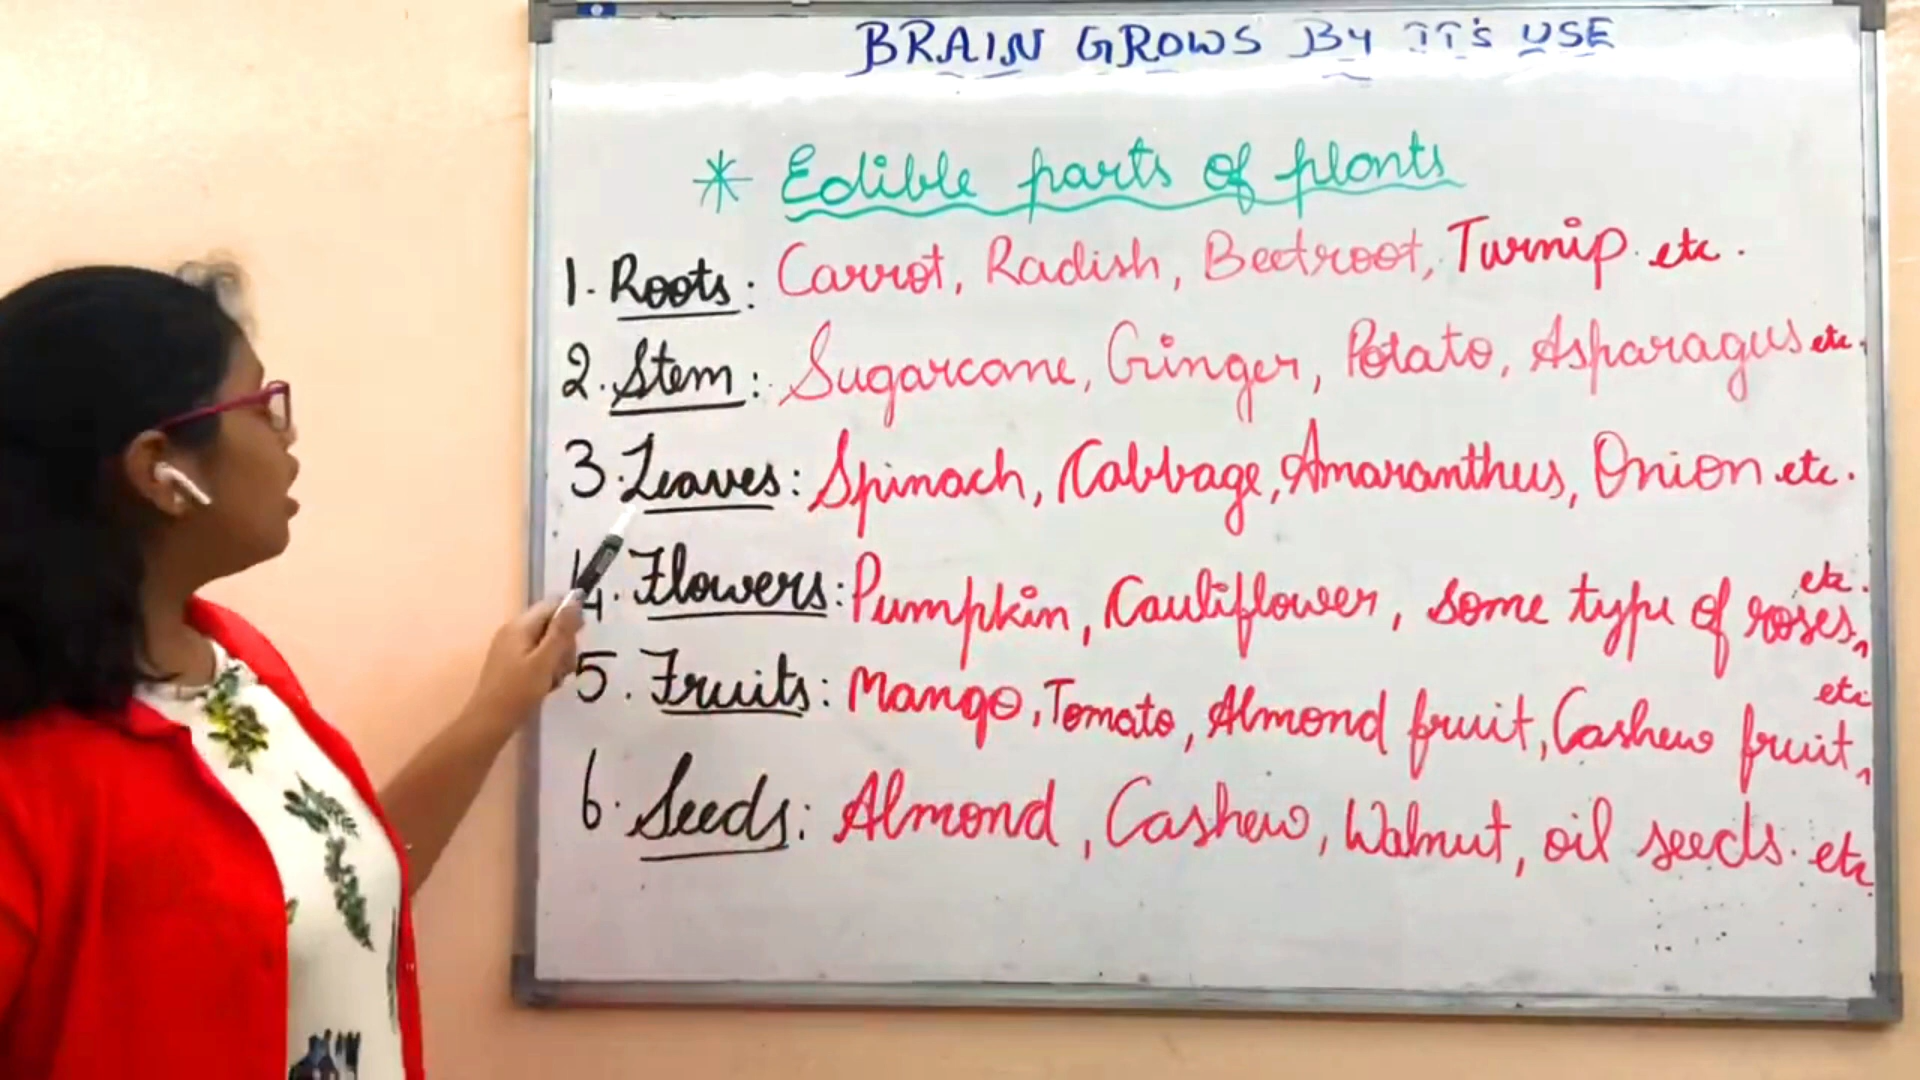 BRAIN GROWS BY IT'S USE
* Edible parts of plants
1. Roots: Carrot, Radish, Beetroot, Turnip etc.
2. Stem: Sugarcane, Ginger, Potato, Asparagus etc.
3. Leaves: Spinach, Cabbage, Amaranthus, Onion etc.
4. Flowers: Pumpkin, Cauliflower, some type of roses, etc.
5. Fruits: Mango, Tomato, Almond fruit, Cashew fruit, etc
6. Seeds: Almond, Cashew, Walnut, oil seeds. etc.